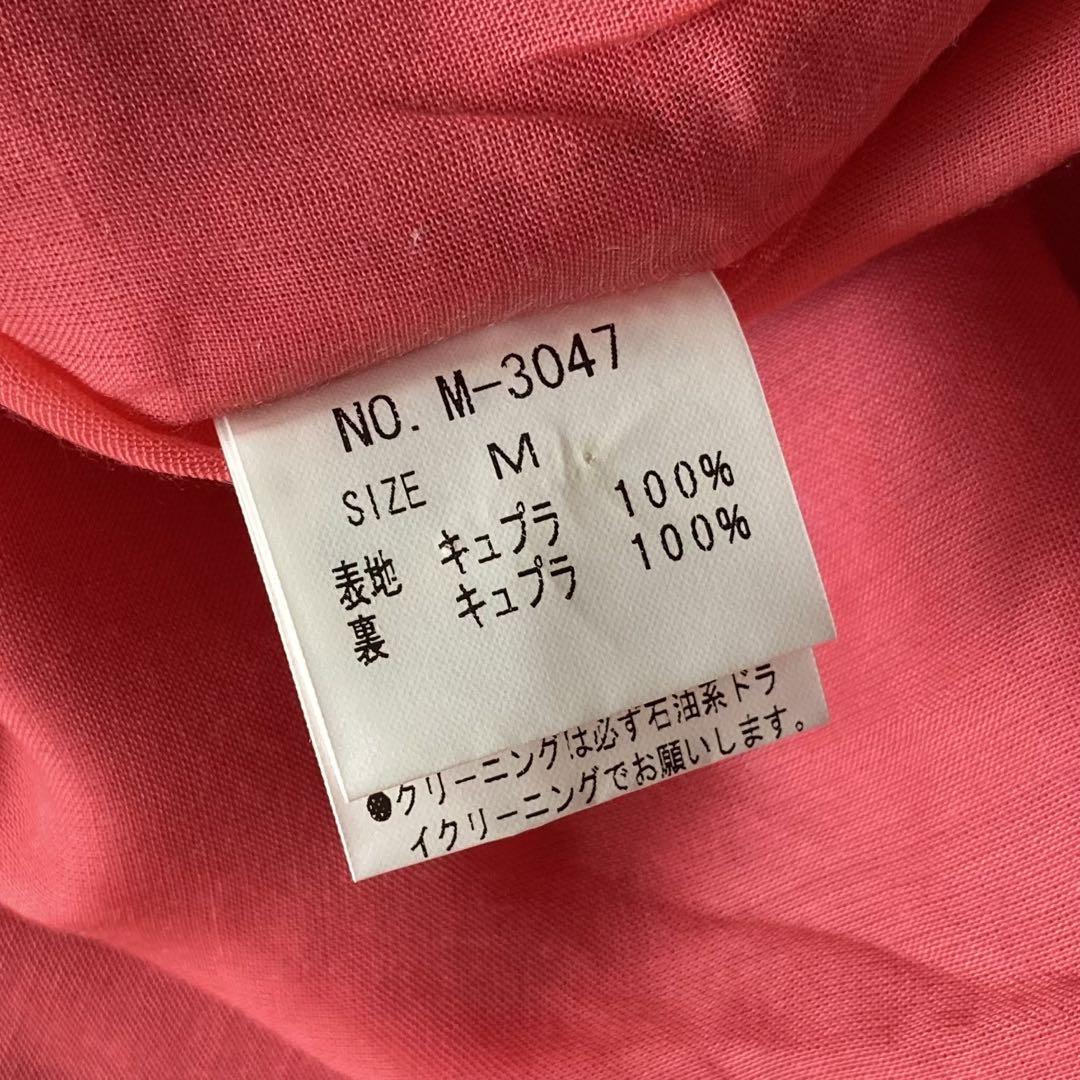 NO. M-3047
SIZE M
表地 キュプラ 100%
裏 キュプラ 100%
●クリーニングは必ず石油系ドラ
イクリーニングでお願いします。